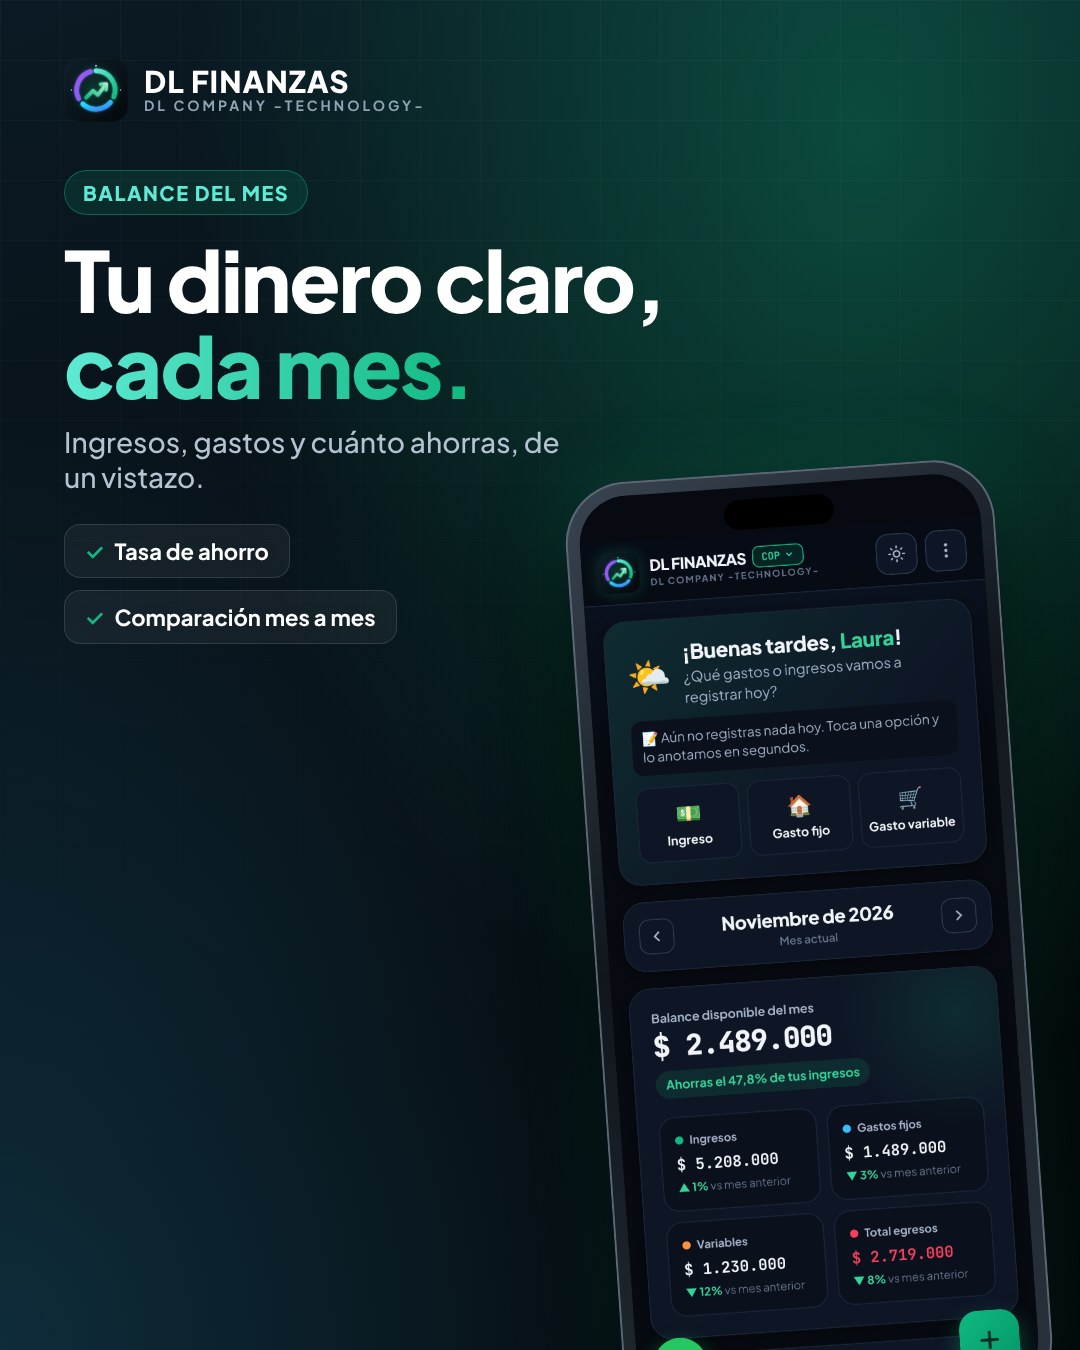 DL FINANZAS
DL COMPANY -TECHNOLOGY-
BALANCE DEL MES
Tu dinero claro,
cada mes.
Ingresos, gastos y cuánto ahorras, de
un vistazo.
Tasa de ahorro
Comparación mes a mes
DL FINANZAS COP
DL COMPANY -TECHNOLOGY-
¡Buenas tardes, Laura!
¿Qué gastos o ingresos vamos a
registrar hoy?
Aún no registras nada hoy. Toca una opción y
lo anotamos en segundos.
Ingreso
Gasto fijo
Gasto variable
Noviembre de 2026
Mes actual
Balance disponible del mes
$ 2.489.000
Ahorras el 47,8% de tus ingresos
Ingresos
$ 5.208.000
▲ 1% vs mes anterior
Gastos fijos
$ 1.489.000
▼ 3% vs mes anterior
Variables
$ 1.230.000
▼ 12% vs mes anterior
Total egresos
$ 2.719.000
▼ 8% vs mes anterior
+